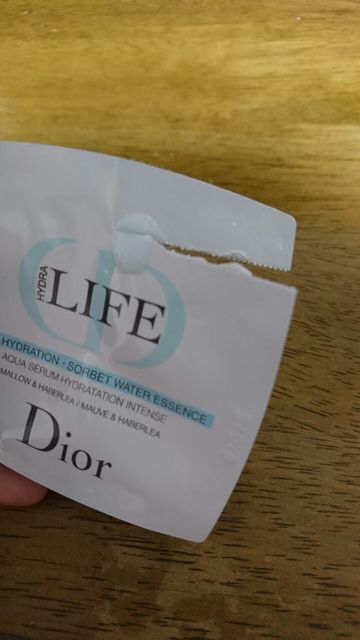 HYDRA
LIFE
HYDRATION · SORBET WATER ESSENCE
AQUA SERUM HYDRATATION INTENSE
MALLOW & HABERLEA / MAUVE & HABERLEA
Dior